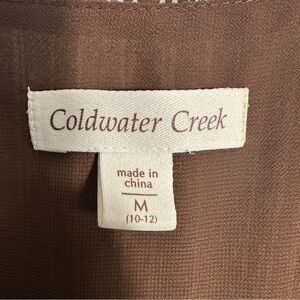 Coldwater Creek
made in
china
M
(10-12)